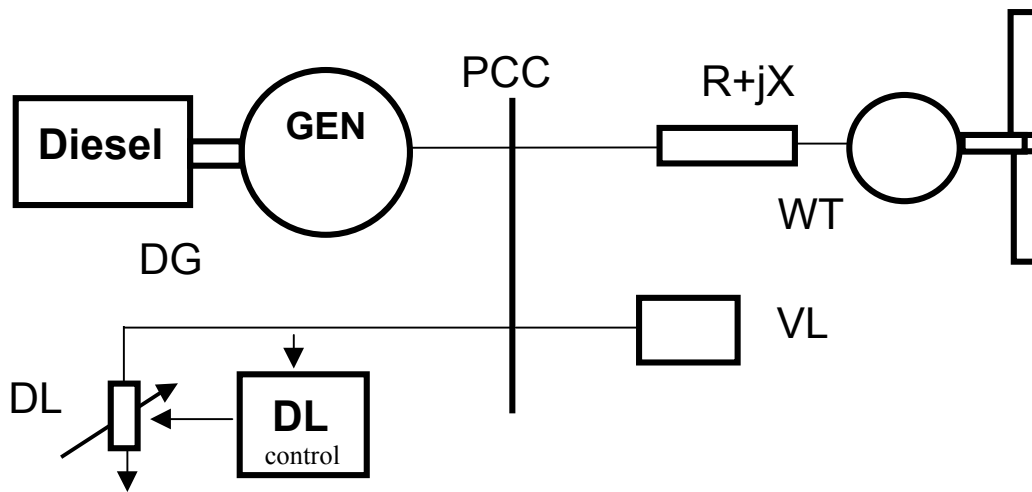 PCC
R+jX
Diesel
GEN
WT
DG
VL
DL
DL
control